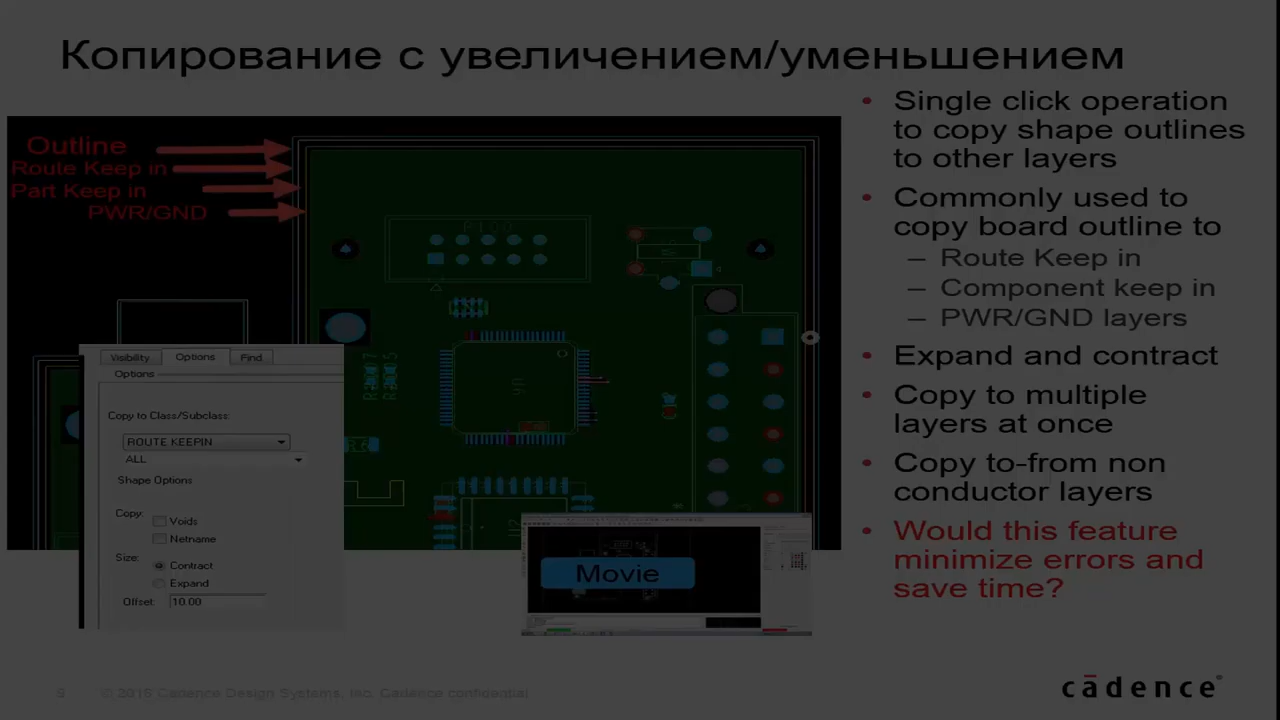 Копирование с увеличением/уменьшением
Outline
Route Keep in
Part Keep in
PWR/GND
Visibility Options Find
Options
Copy to Class/Subclass:
ROUTE KEEPIN
ALL
Shape Options
Copy:
Voids
Netname
Size:
Contract
Expand
Offset: 10.00
Movie
• Single click operation
to copy shape outlines
to other layers
• Commonly used to
copy board outline to
– Route Keep in
– Component keep in
– PWR/GND layers
• Expand and contract
• Copy to multiple
layers at once
• Copy to-from non
conductor layers
• Would this feature
minimize errors and
save time?
9 © 2015 Cadence Design Systems, Inc. Cadence confidential
cādence